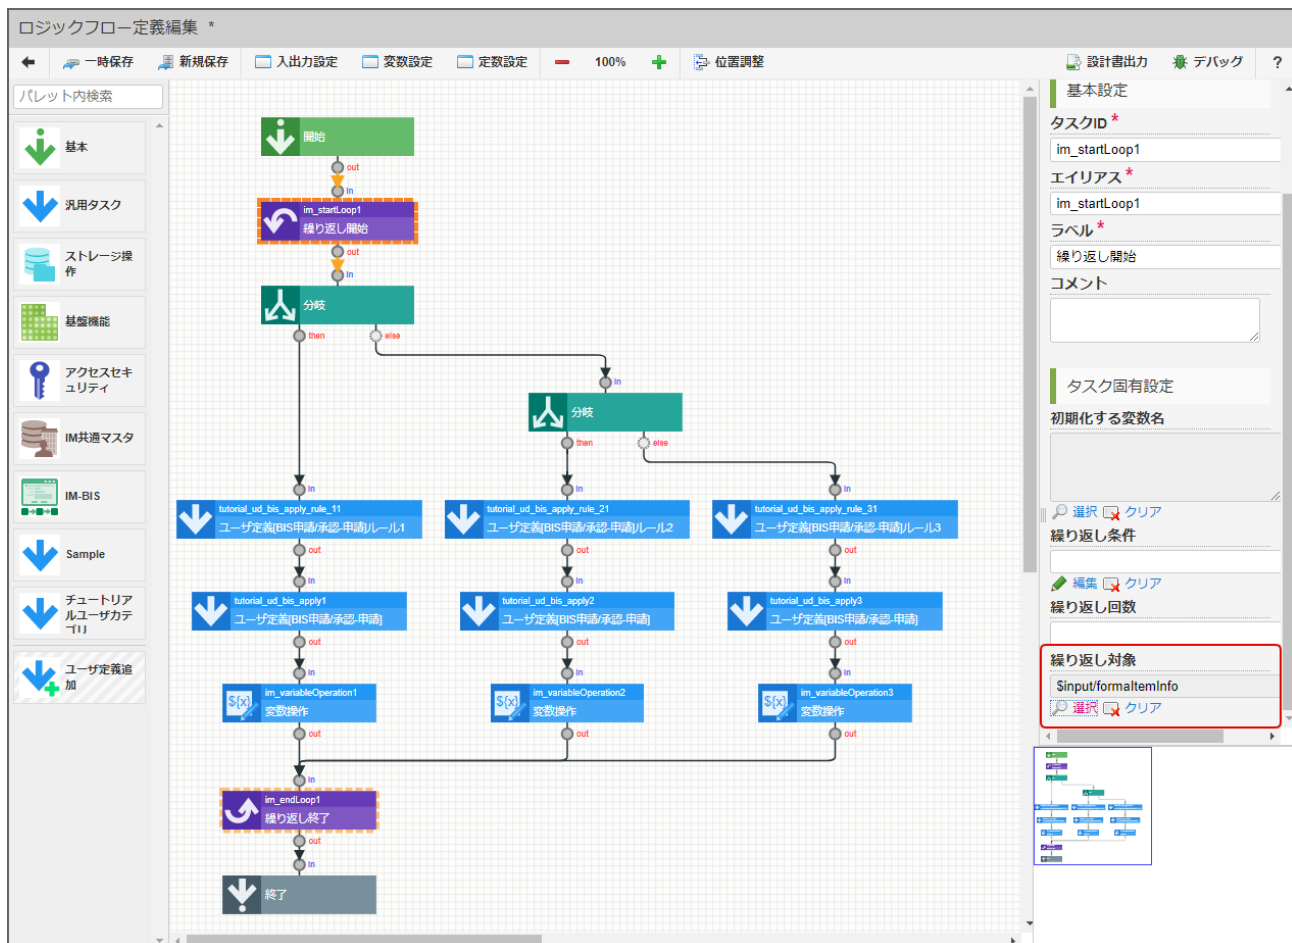 ロジックフロー定義編集 *
一時保存 新規保存 入出力設定 変数設定 定数設定 100% 位置調整 設計書出力 デバッグ ?
パレット内検索
基本
汎用タスク
ストレージ操
作
基盤機能
アクセスセキ
ュリティ
IM共通マスタ
IM-BIS
Sample
チュートリア
ルユーザカテ
ゴリ
ユーザ定義追
加
開始
out
in
im_startLoop1
繰り返し開始
out
in
分岐
then else
in
分岐
then else
in in in
tutorial_ud_bis_apply_rule_11 tutorial_ud_bis_apply_rule_21 tutorial_ud_bis_apply_rule_31
ユーザ定義[BIS申請/承認-申請]ルール1 ユーザ定義[BIS申請/承認-申請]ルール2 ユーザ定義[BIS申請/承認-申請]ルール3
out out out
in in in
tutorial_ud_bis_apply1 tutorial_ud_bis_apply2 tutorial_ud_bis_apply3
ユーザ定義[BIS申請/承認-申請] ユーザ定義[BIS申請/承認-申請] ユーザ定義[BIS申請/承認-申請]
out out out
in in in
im_variableOperation1 im_variableOperation2 im_variableOperation3
${x} 変数操作 ${x} 変数操作 ${x} 変数操作
out out out
in
im_endLoop1
繰り返し終了
out
in
終了
基本設定
タスクID *
im_startLoop1
エイリアス *
im_startLoop1
ラベル *
繰り返し開始
コメント
タスク固有設定
初期化する変数名
選択 クリア
繰り返し条件
編集 クリア
繰り返し回数
繰り返し対象
$input/formaItemInfo
選択 クリア